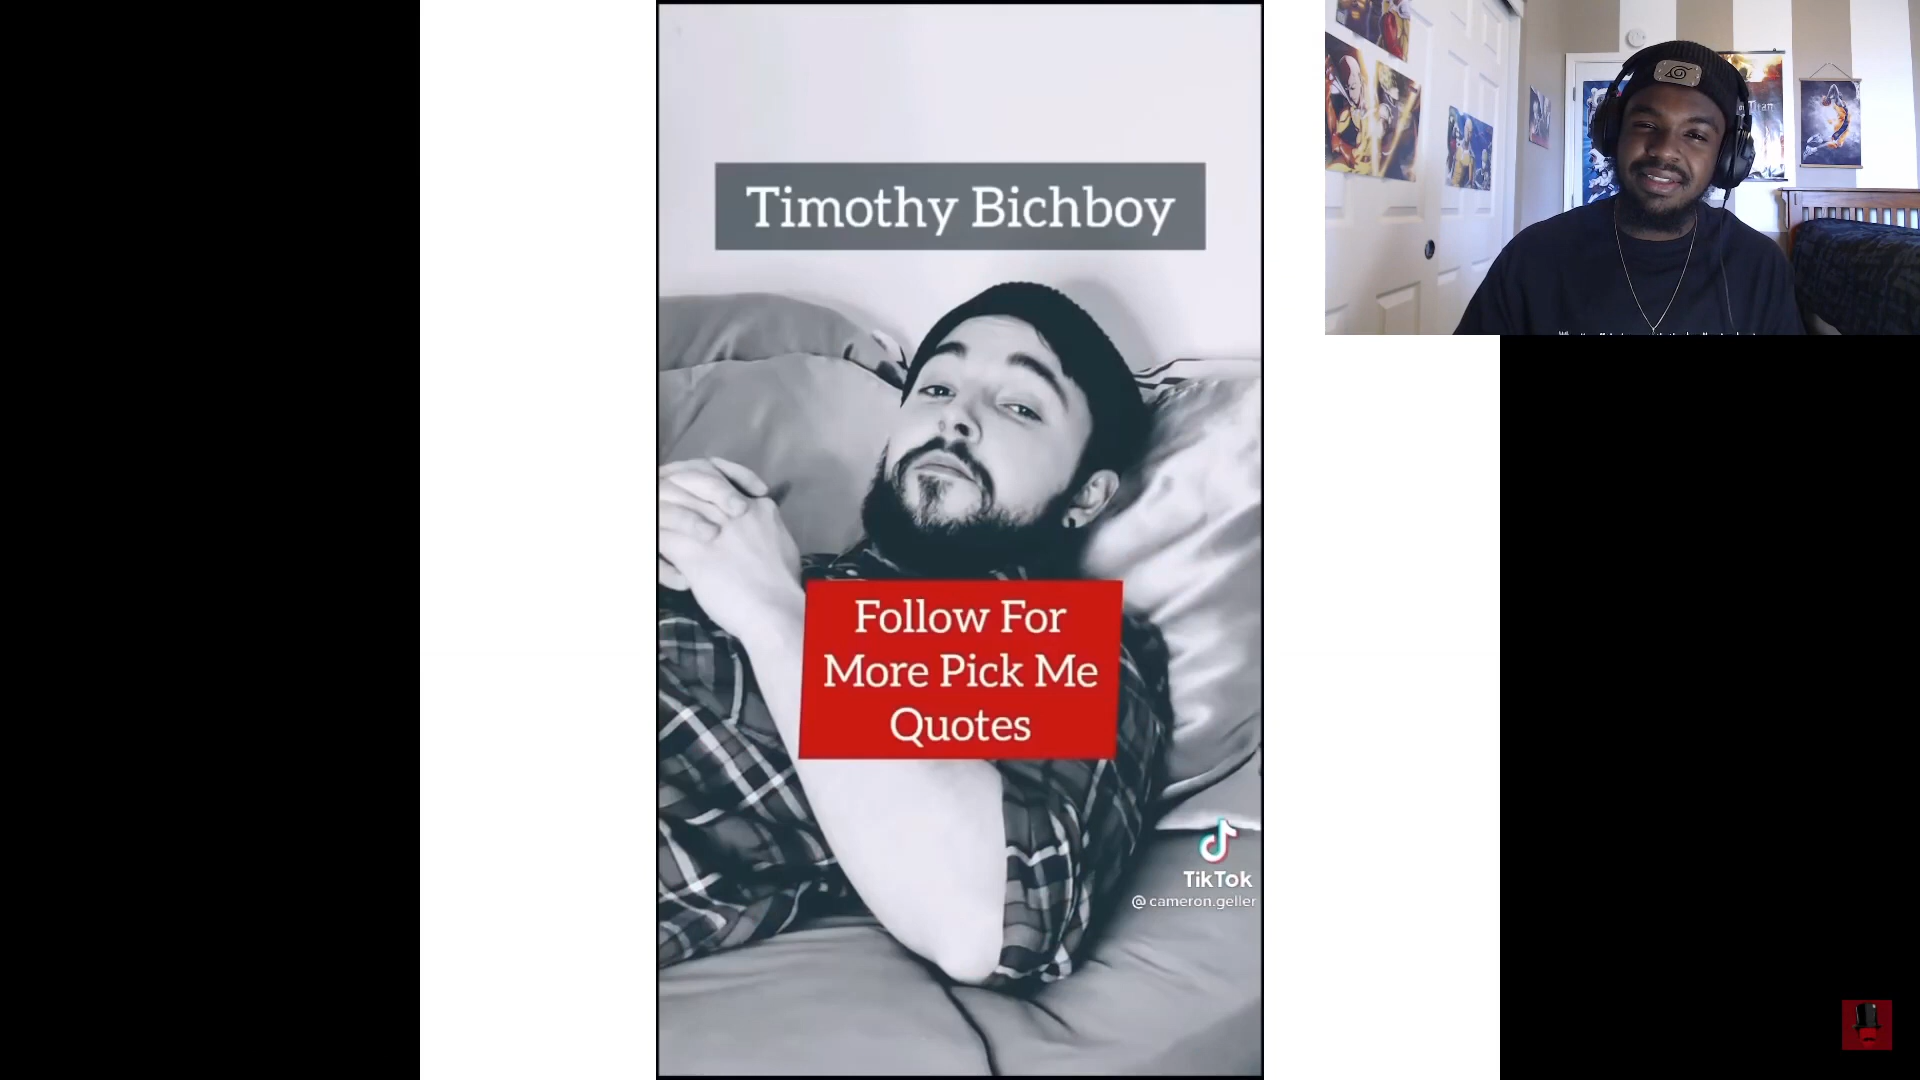 Timothy Bichboy
Follow For
More Pick Me
Quotes
TikTok
@cameron.geller